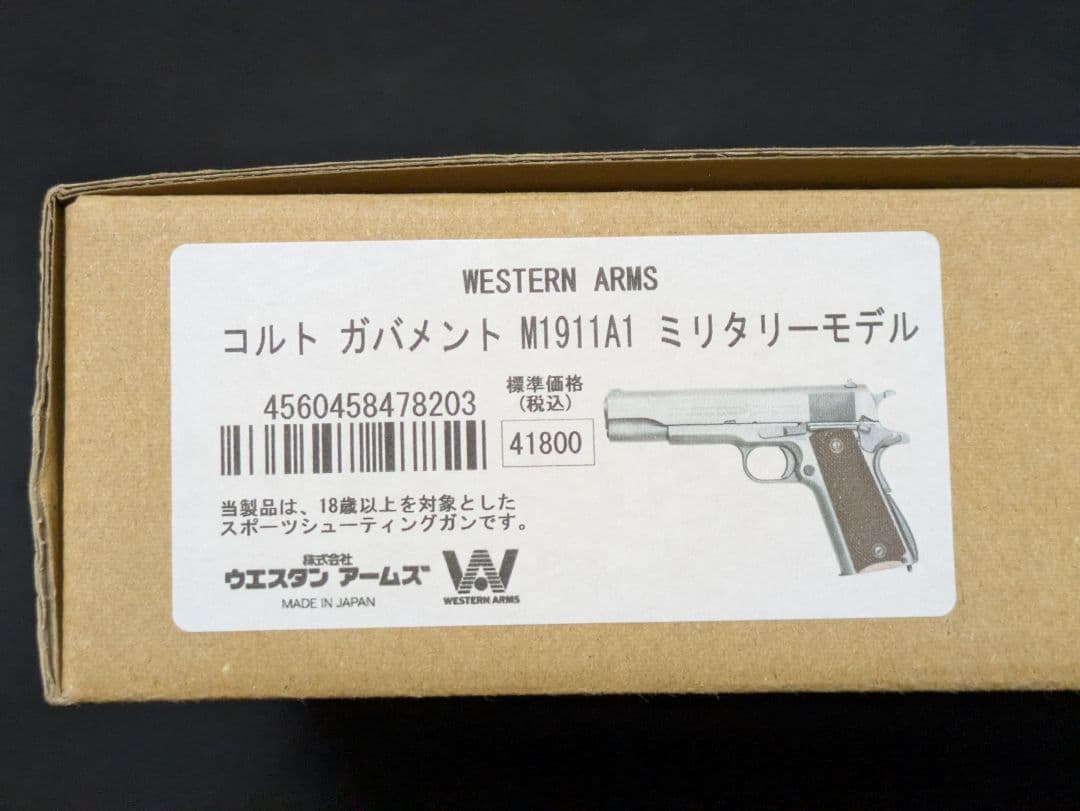 WESTERN ARMS
コルト ガバメント M1911A1 ミリタリーモデル
4560458478203
標準価格
(税込)
41800
当製品は、18歳以上を対象とした
スポーツシューティングガンです。
株式会社
ウエスタン アームズ
MADE IN JAPAN
WESTERN ARMS